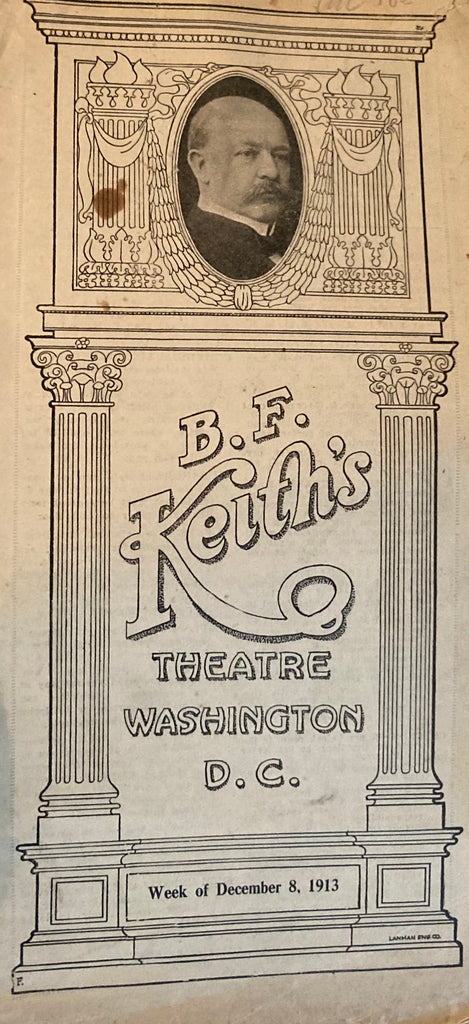 B. F.
Keith's
THEATRE
WASHINGTON
D. C.
Week of December 8, 1913
LANMAN ENG CO.
F.